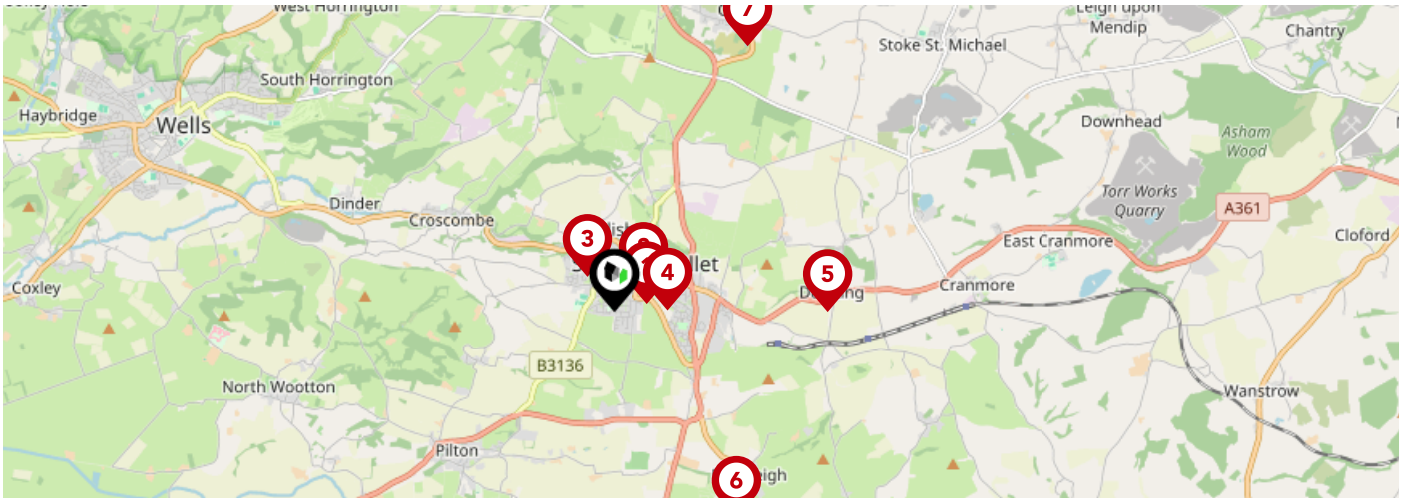 West Horrington
7
Leigh upon
Mendip
Stoke St. Michael
Chantry
South Horrington
Haybridge
Wells
Downhead
Asham
Wood
Torr Works
Quarry
A361
Dinder
Croscombe
3
East Cranmore
Cloford
4
5
Coxley
Cranmore
B3136
North Wootton
Wanstrow
Pilton
6